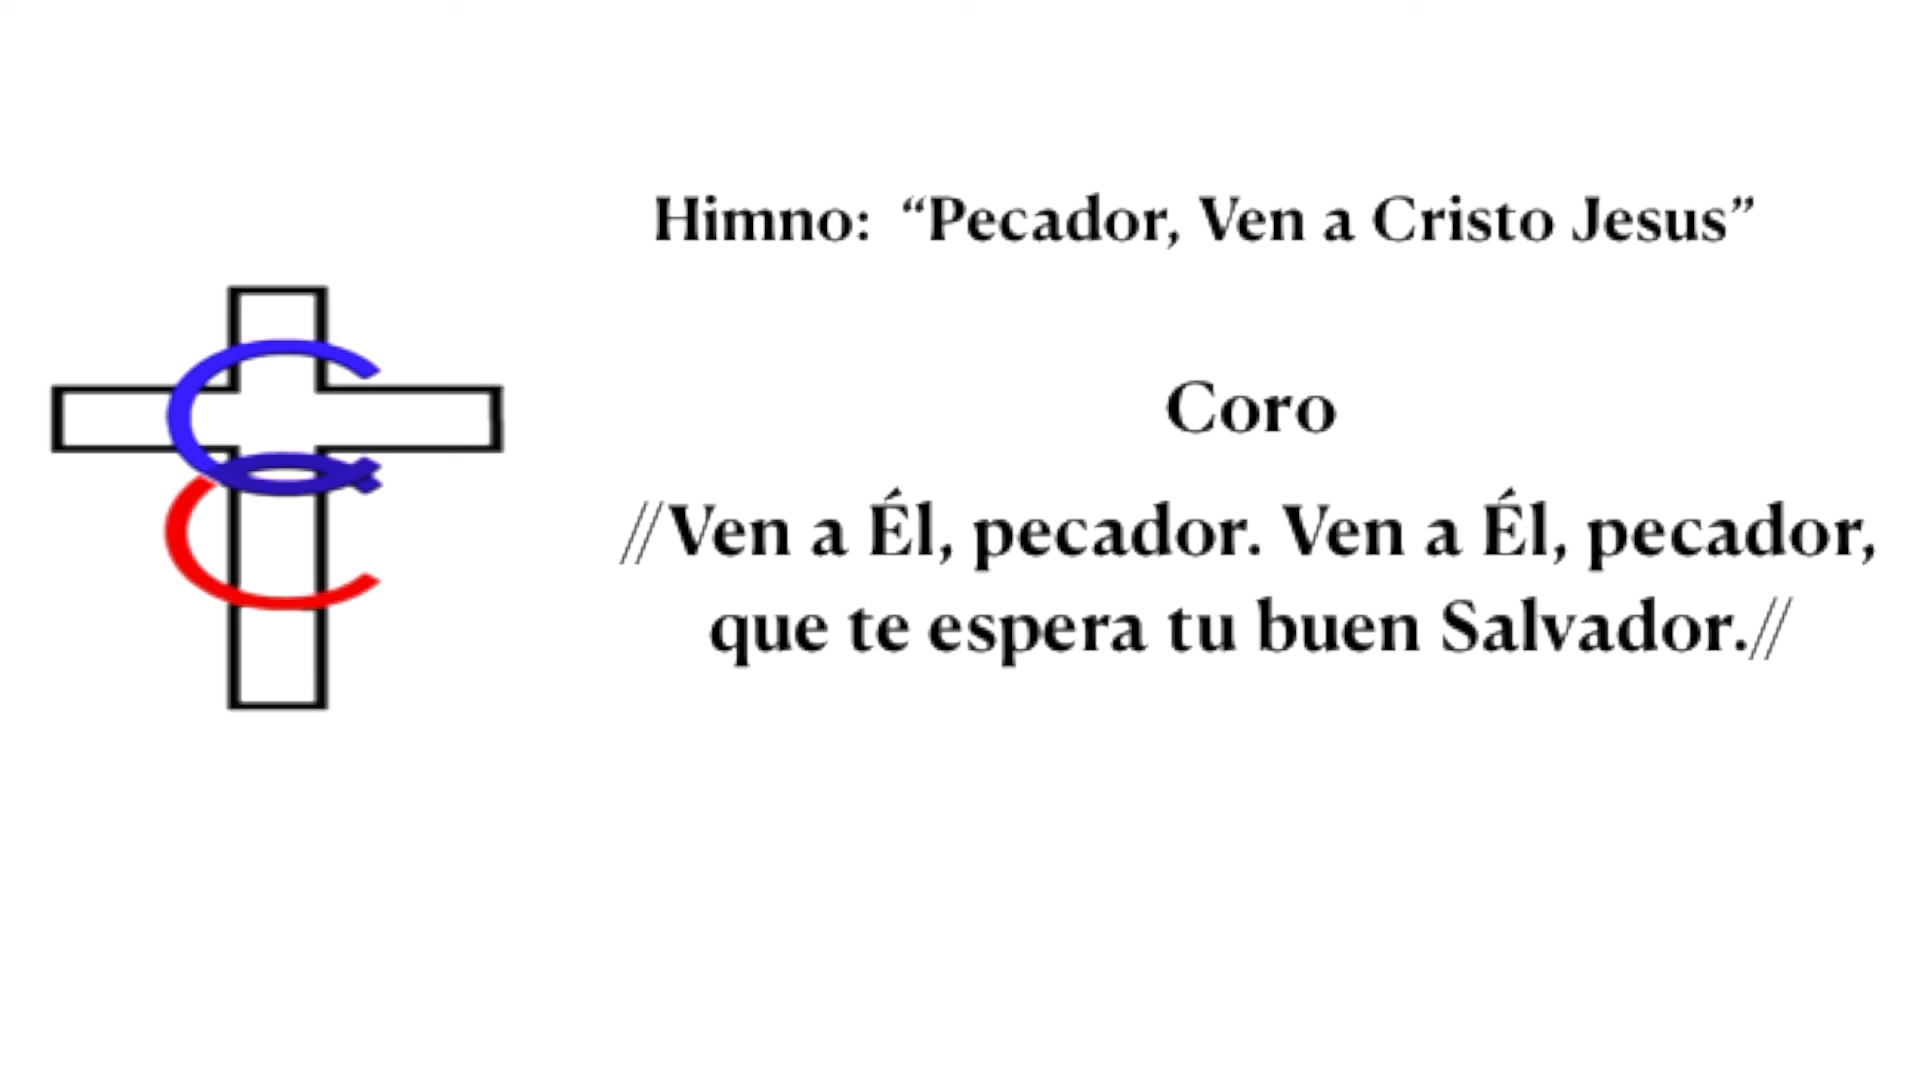 Himno: “Pecador, Ven a Cristo Jesus”
Coro
//Ven a Él, pecador. Ven a Él, pecador,
que te espera tu buen Salvador.//